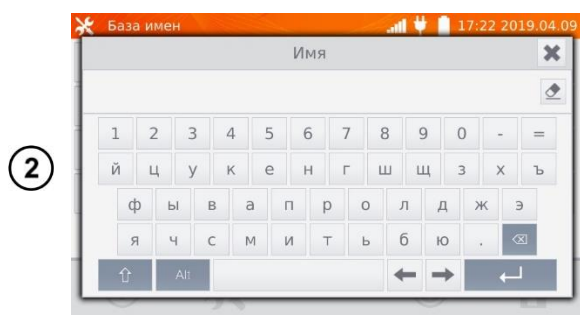 База имен 17:22 2019.04.09
Имя
1 2 3 4 5 6 7 8 9 0 - =
й ц у к е н г ш щ з х ъ
2
ф ы в а п р о л д ж э
я ч с м и т ь б ю .
Alt